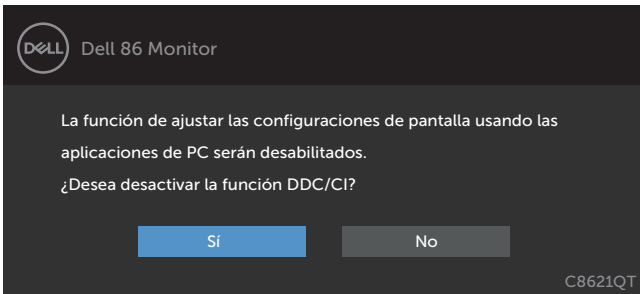 DELL
Dell 86 Monitor
La función de ajustar las configuraciones de pantalla usando las
aplicaciones de PC serán desabilitados.
¿Desea desactivar la función DDC/CI?
Sí
No
C8621QT